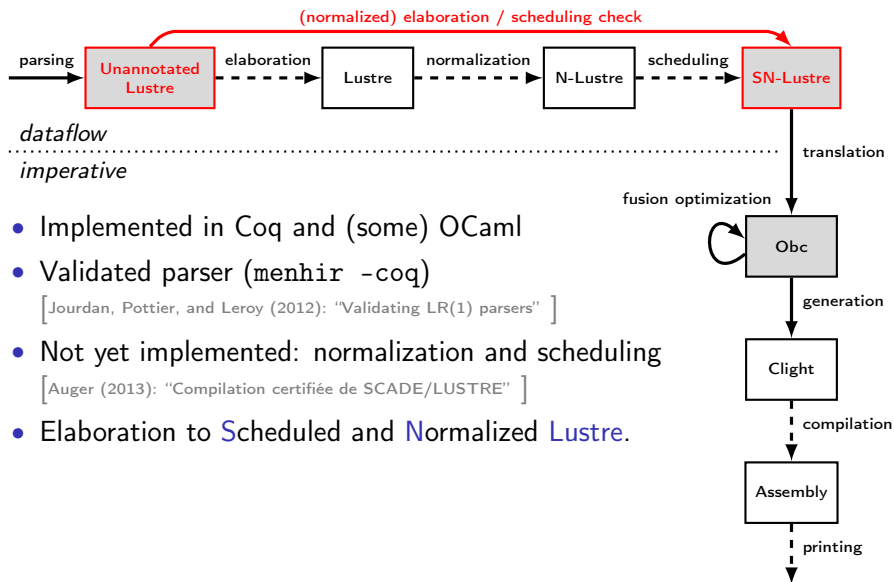 (normalized) elaboration / scheduling check
parsing
Unannotated
Lustre
elaboration
Lustre
normalization
N-Lustre
scheduling
SN-Lustre
dataflow
imperative
translation
fusion optimization
Obc
generation
Clight
compilation
Assembly
printing
• Implemented in Coq and (some) OCaml
• Validated parser (menhir -coq)
[Jourdan, Pottier, and Leroy (2012): “Validating LR(1) parsers” ]
• Not yet implemented: normalization and scheduling
[Auger (2013): “Compilation certifiée de SCADE/LUSTRE” ]
• Elaboration to Scheduled and Normalized Lustre.